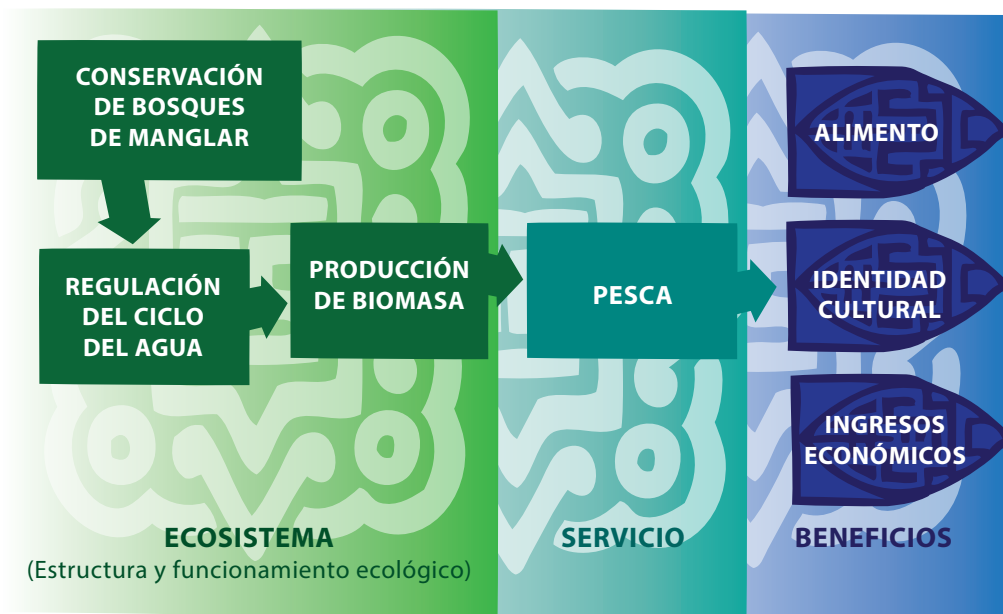 CONSERVACIÓN
DE BOSQUES
DE MANGLAR
REGULACIÓN
DEL CICLO
DEL AGUA
PRODUCCIÓN
DE BIOMASA
PESCA
ALIMENTO
IDENTIDAD
CULTURAL
INGRESOS
ECONÓMICOS
ECOSISTEMA
(Estructura y funcionamiento ecológico)
SERVICIO
BENEFICIOS